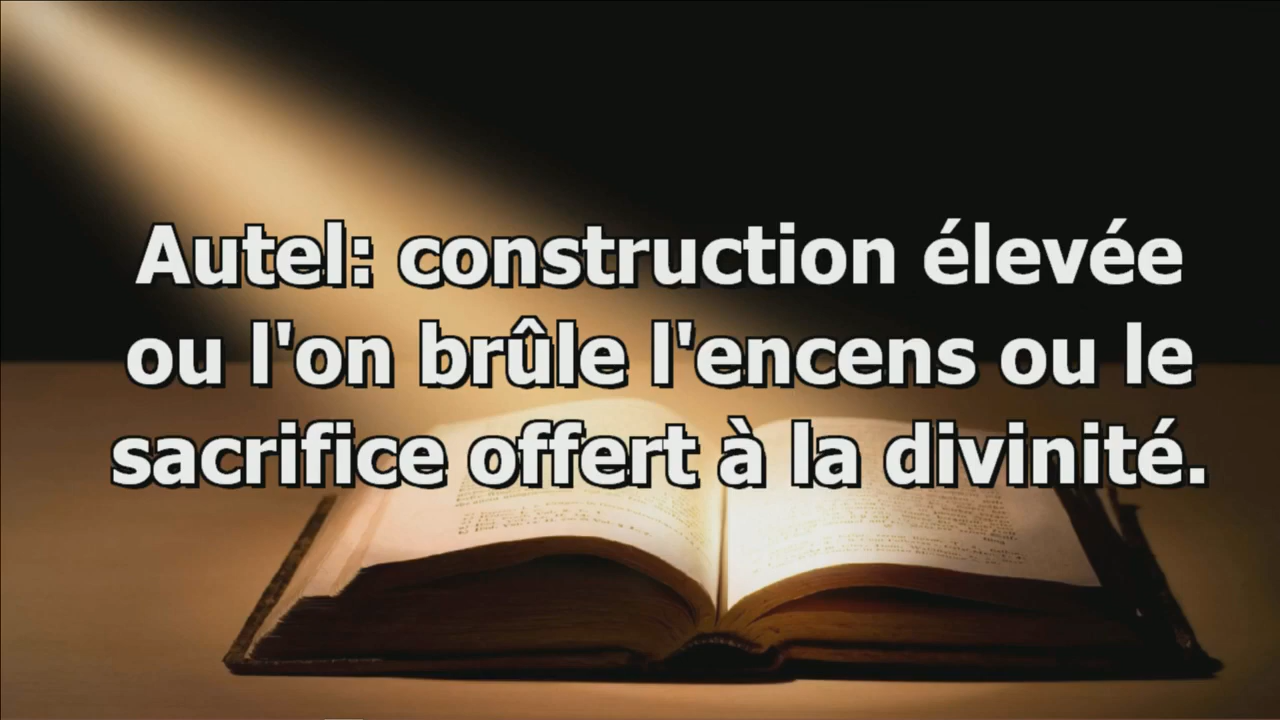 Autel: construction élevée
ou l'on brûle l'encens ou le
sacrifice offert à la divinité.